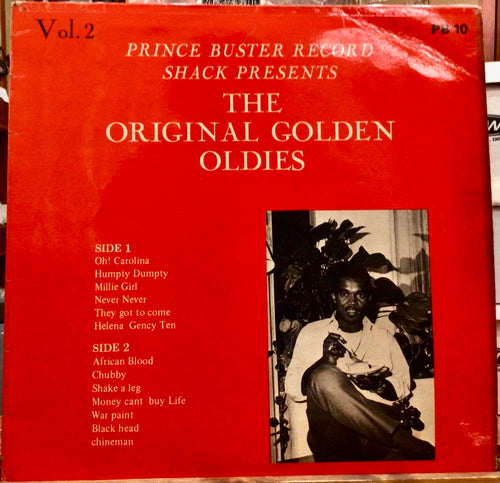 Vol. 2
PB 10
PRINCE BUSTER RECORD
SHACK PRESENTS
THE
ORIGINAL GOLDEN
OLDIES
SIDE 1
Oh! Carolina
Humpty Dumpty
Millie Girl
Never Never
They got to come
Helena Gency Ten
SIDE 2
African Blood
Chubby
Shake a leg
Money cant buy Life
War paint
Black head
chineman